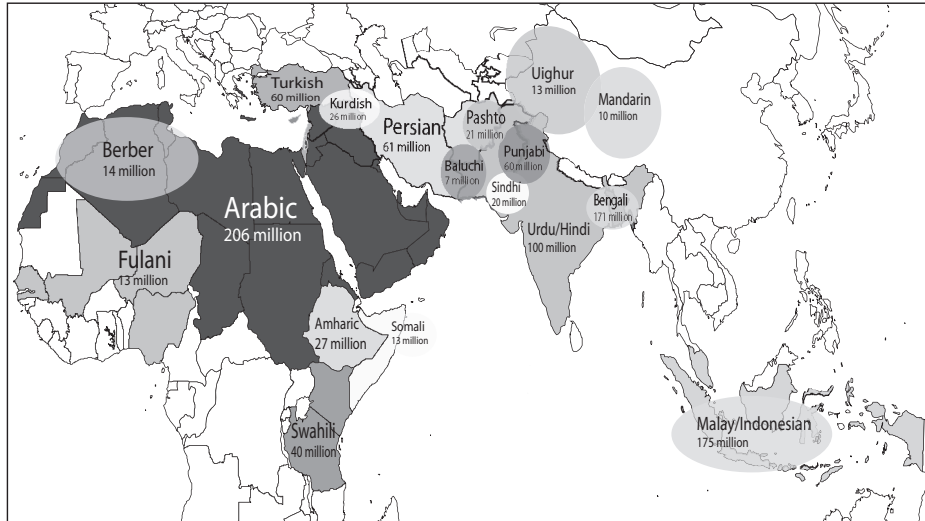 Uighur
13 million
Mandarin
10 million
Turkish
60 million
Kurdish
26 million
Persian
61 million
Pashto
21 million
Punjabi
60 million
Baluchi
7 million
Sindhi
20 million
Bengali
171 million
Urdu/Hindi
100 million
Berber
14 million
Arabic
206 million
Fulani
13 million
Amharic
27 million
Somali
13 million
Swahili
40 million
Malay/Indonesian
175 million